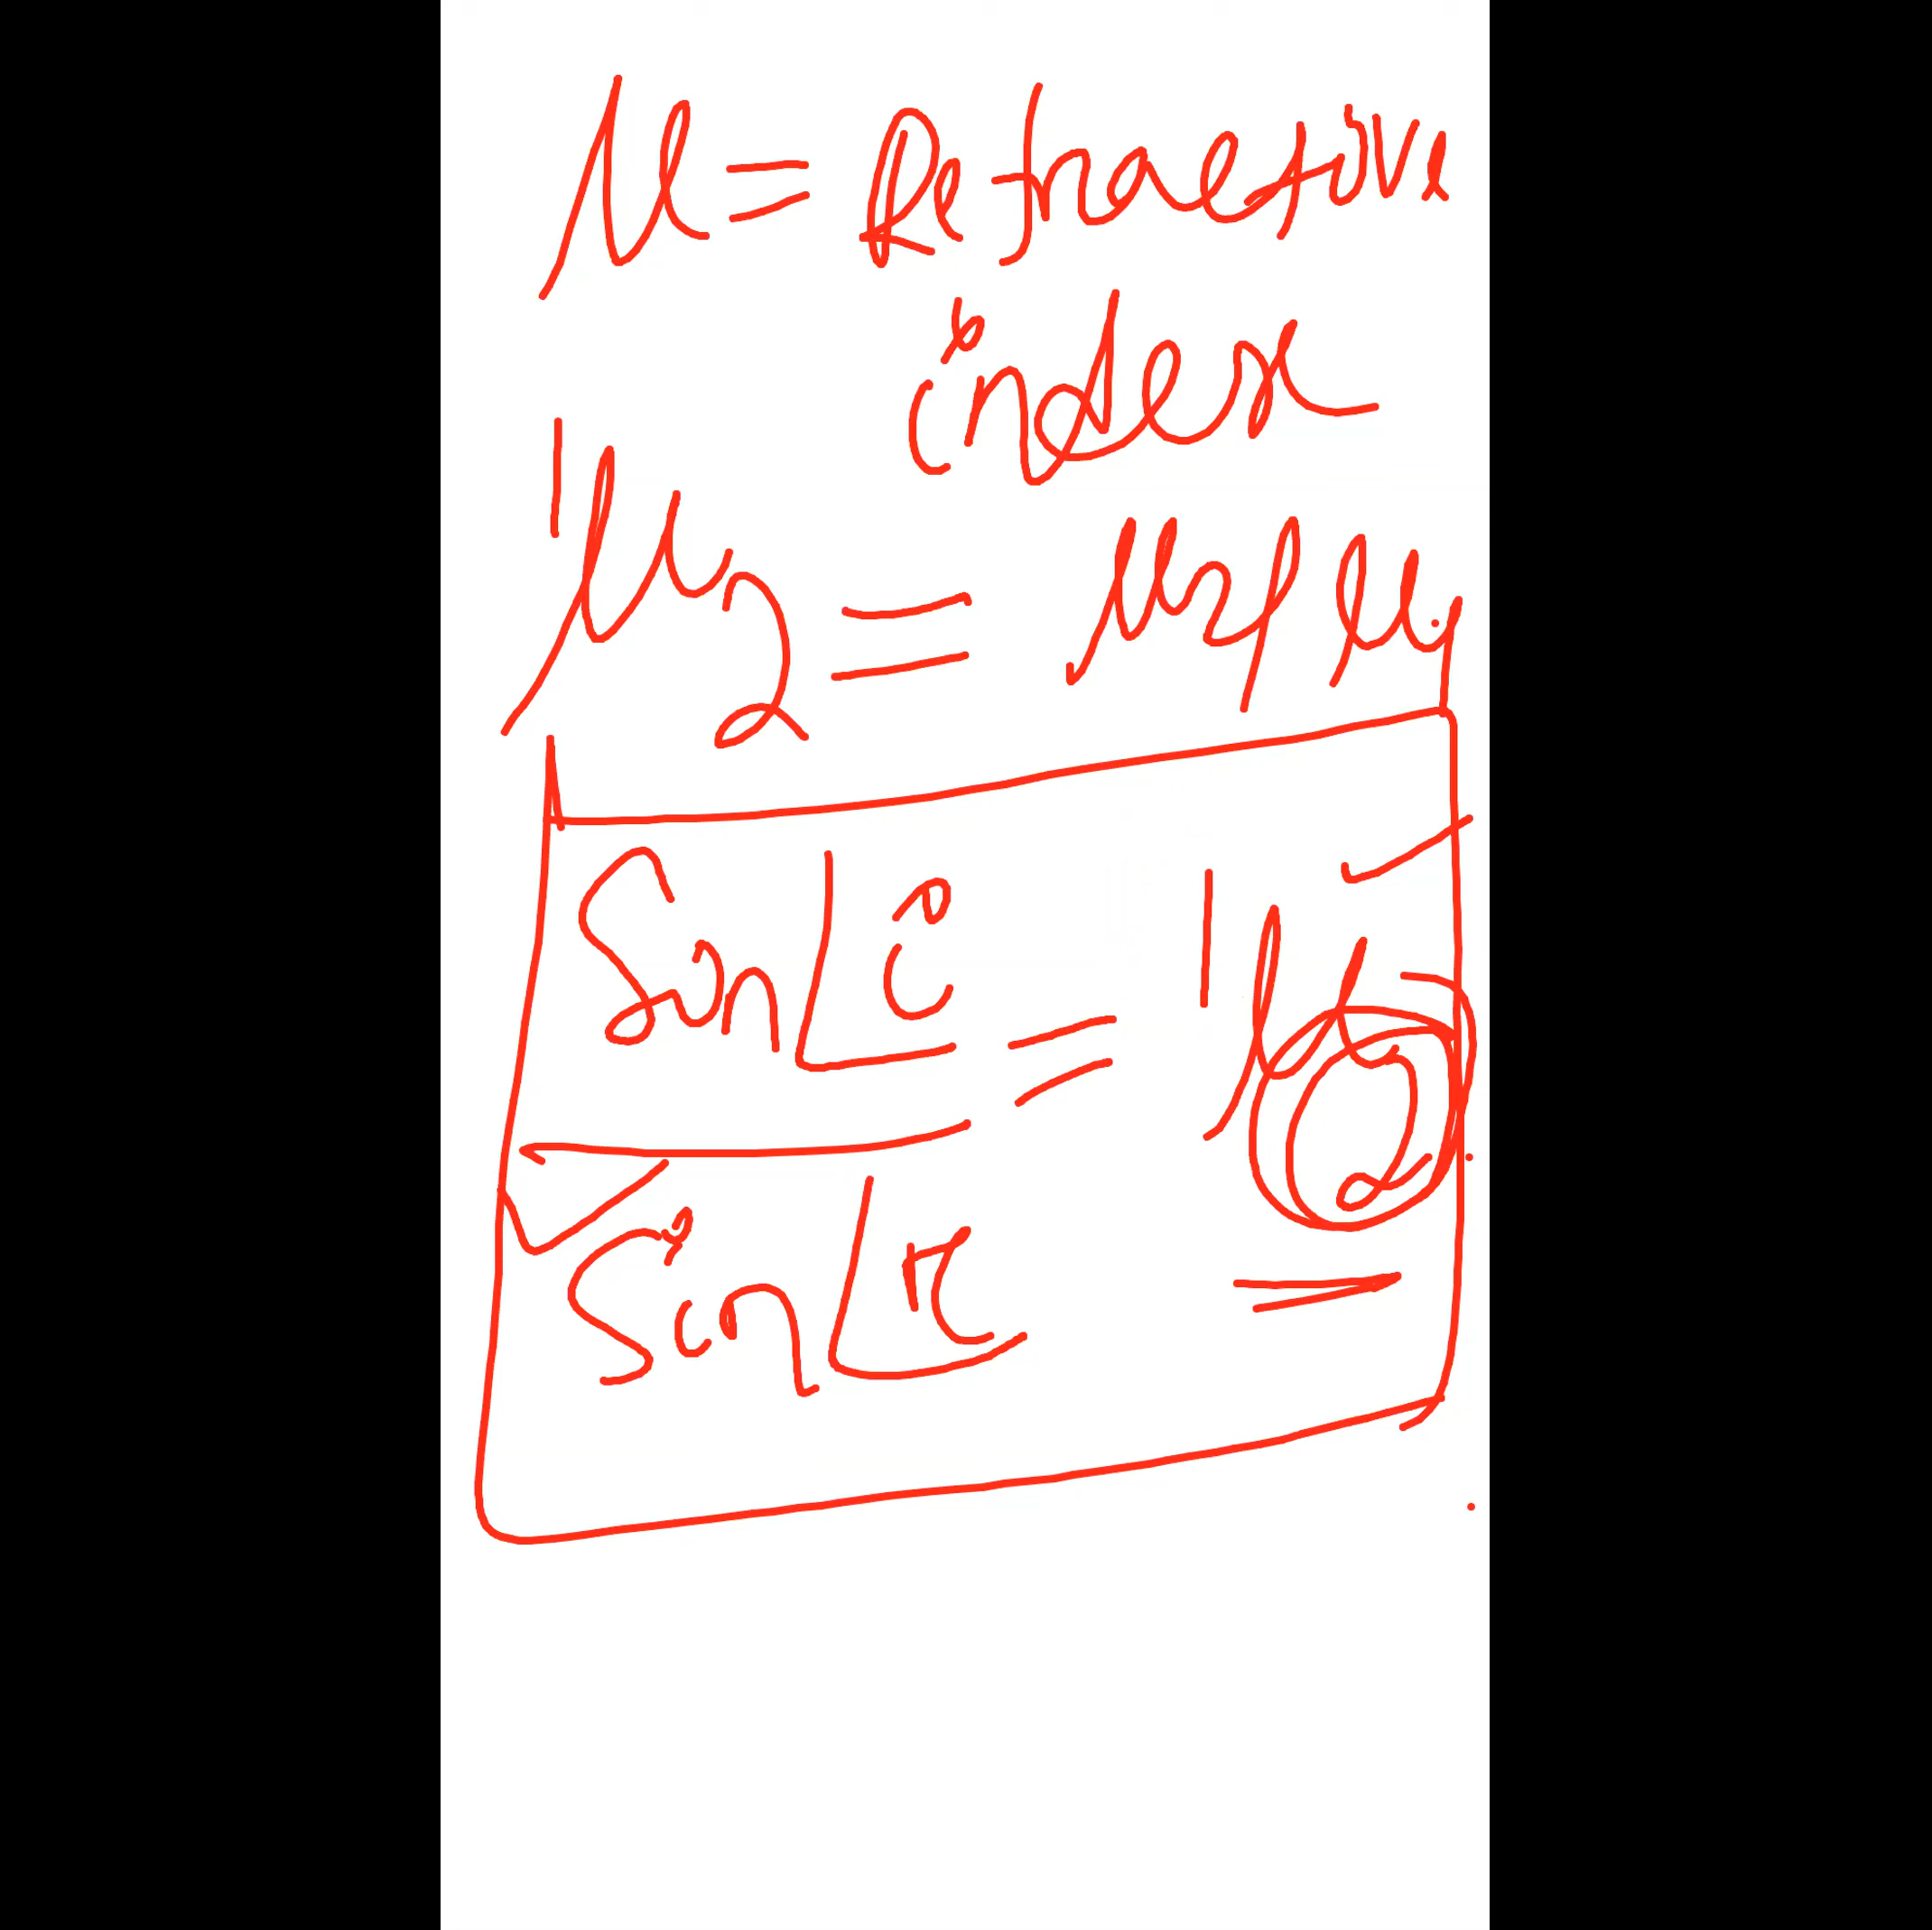 μ = Refractive
index
¹μ₂ = μ₂/μ₁
Sin∠i / Sin∠r = ¹μ₂